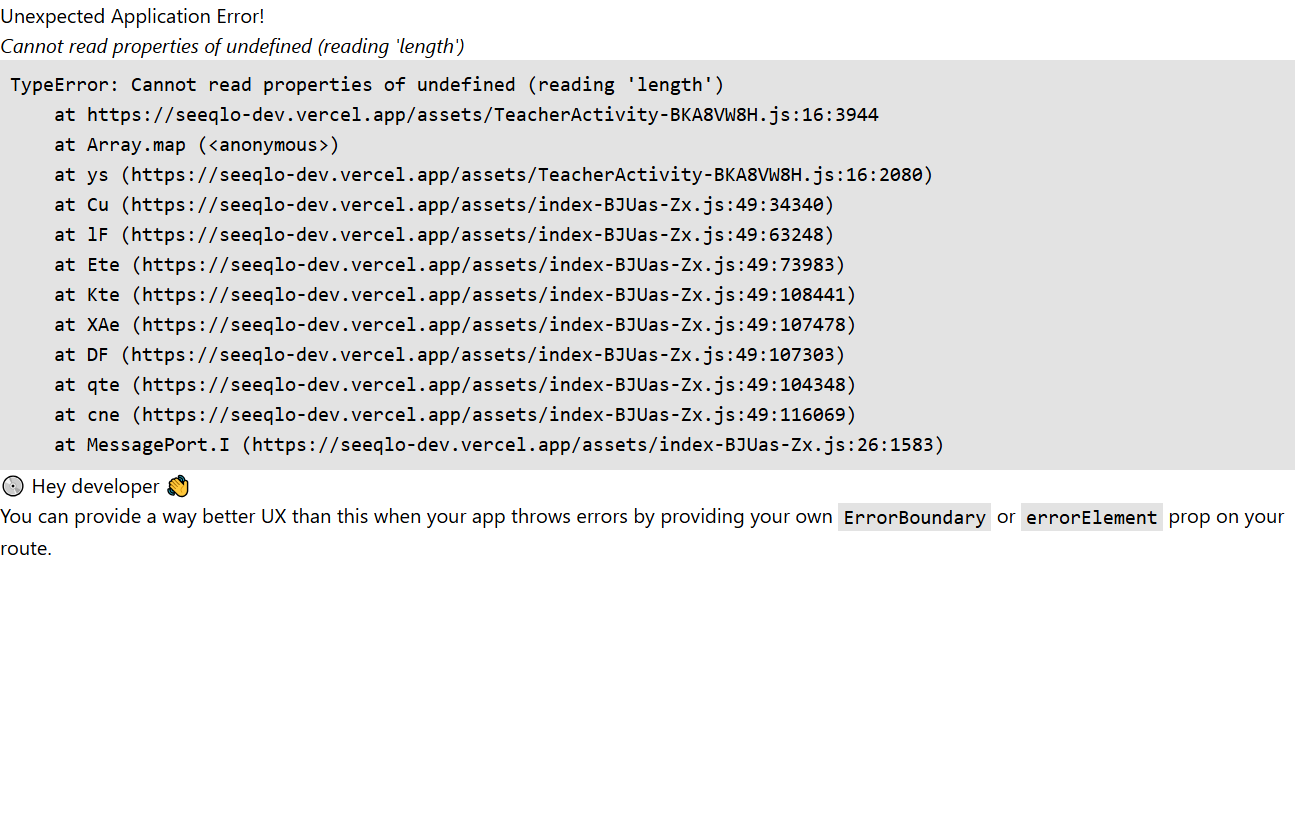 Unexpected Application Error!
Cannot read properties of undefined (reading 'length')
TypeError: Cannot read properties of undefined (reading 'length')
    at https://seeqlo-dev.vercel.app/assets/TeacherActivity-BKA8VW8H.js:16:3944
    at Array.map (<anonymous>)
    at ys (https://seeqlo-dev.vercel.app/assets/TeacherActivity-BKA8VW8H.js:16:2080)
    at Cu (https://seeqlo-dev.vercel.app/assets/index-BJUas-Zx.js:49:34340)
    at lF (https://seeqlo-dev.vercel.app/assets/index-BJUas-Zx.js:49:63248)
    at Ete (https://seeqlo-dev.vercel.app/assets/index-BJUas-Zx.js:49:73983)
    at Kte (https://seeqlo-dev.vercel.app/assets/index-BJUas-Zx.js:49:108441)
    at XAe (https://seeqlo-dev.vercel.app/assets/index-BJUas-Zx.js:49:107478)
    at DF (https://seeqlo-dev.vercel.app/assets/index-BJUas-Zx.js:49:107303)
    at qte (https://seeqlo-dev.vercel.app/assets/index-BJUas-Zx.js:49:104348)
    at cne (https://seeqlo-dev.vercel.app/assets/index-BJUas-Zx.js:49:116069)
    at MessagePort.I (https://seeqlo-dev.vercel.app/assets/index-BJUas-Zx.js:26:1583)
💿 Hey developer 👋
You can provide a way better UX than this when your app throws errors by providing your own ErrorBoundary or errorElement prop on your
route.